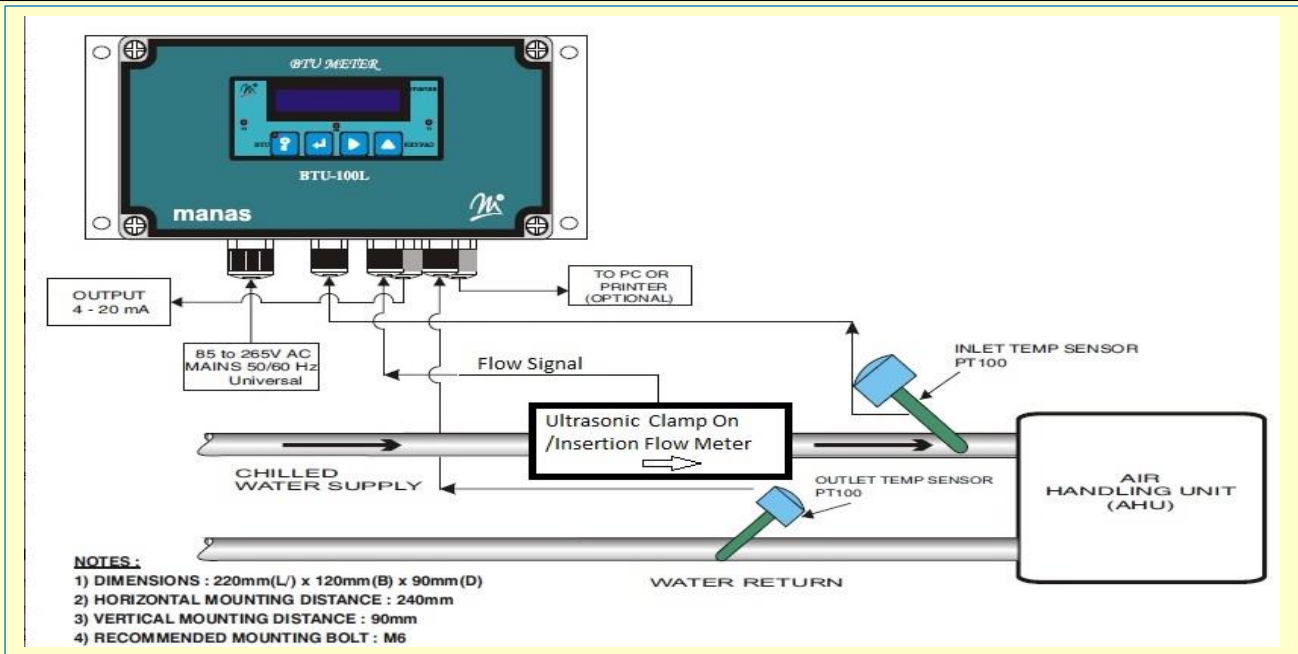 BTU METER
manas
BTU
KEYPAD
BTU-100L
manas
OUTPUT
4 - 20 mA
TO PC OR
PRINTER
(OPTIONAL)
85 to 265V AC
MAINS 50/60 Hz
Universal
Flow Signal
INLET TEMP SENSOR
PT100
Ultrasonic Clamp On
/Insertion Flow Meter
CHILLED
WATER SUPPLY
OUTLET TEMP SENSOR
PT100
AIR
HANDLING UNIT
(AHU)
WATER RETURN
NOTES :
1) DIMENSIONS : 220mm(L/) x 120mm(B) x 90mm(D)
2) HORIZONTAL MOUNTING DISTANCE : 240mm
3) VERTICAL MOUNTING DISTANCE : 90mm
4) RECOMMENDED MOUNTING BOLT : M6